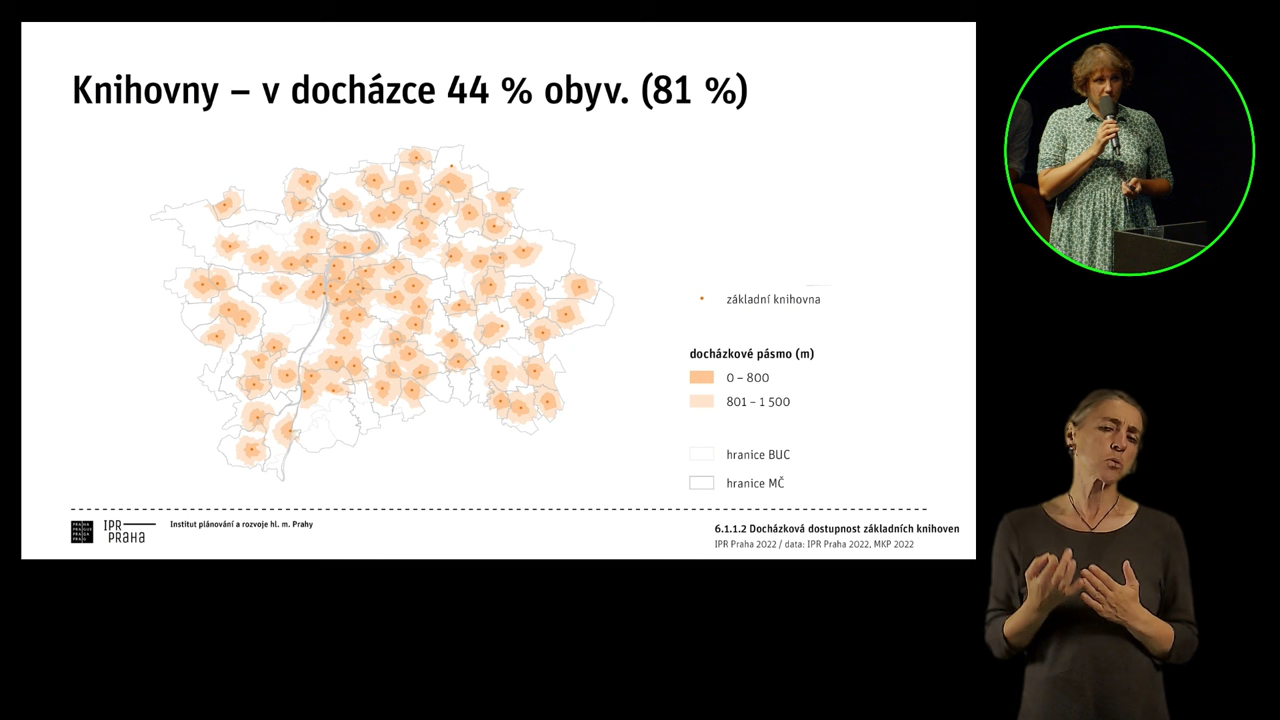 Knihovny – v docházce 44 % obyv. (81 %)
základní knihovna
docházkové pásmo (m)
0 – 800
801 – 1 500
hranice BUC
hranice MČ
IPR
PRAHA
Institut plánování a rozvoje hl. m. Prahy
6.1.1.2 Docházková dostupnost základních knihoven
IPR Praha 2022 / data: IPR Praha 2022, MKP 2022